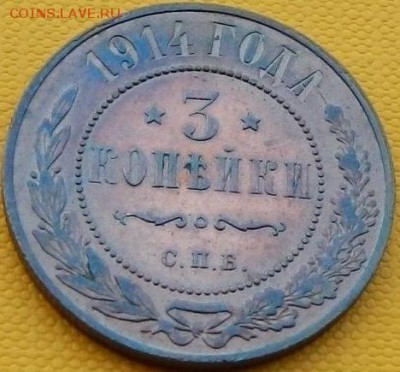 COINS.LAVE.RU
1914 ГОДА
3
КОПѢЙКИ
С.П.Б.